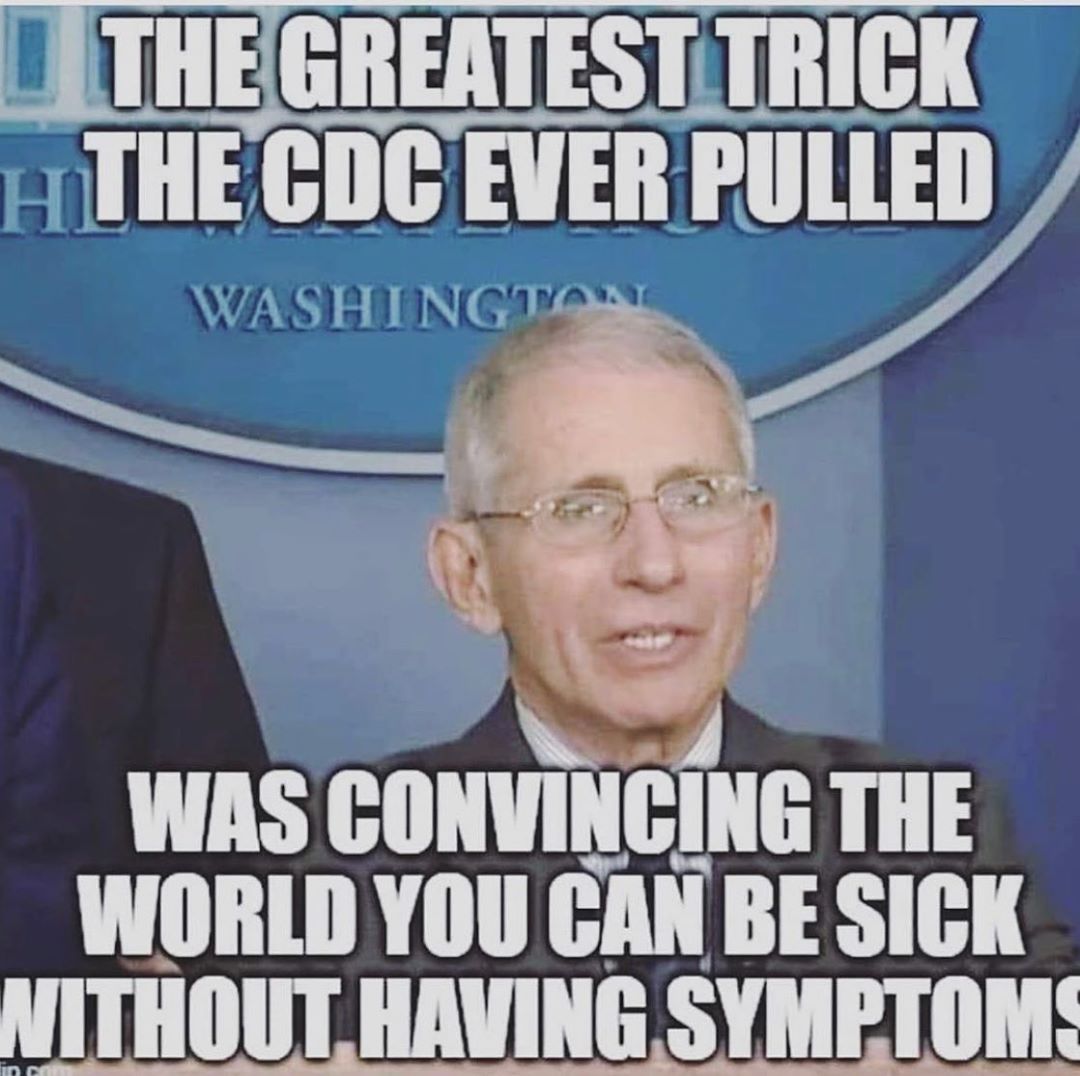 THE GREATEST TRICK
THE CDC EVER PULLED
WASHINGTON
WAS CONVINCING THE
WORLD YOU CAN BE SICK
WITHOUT HAVING SYMPTOMS